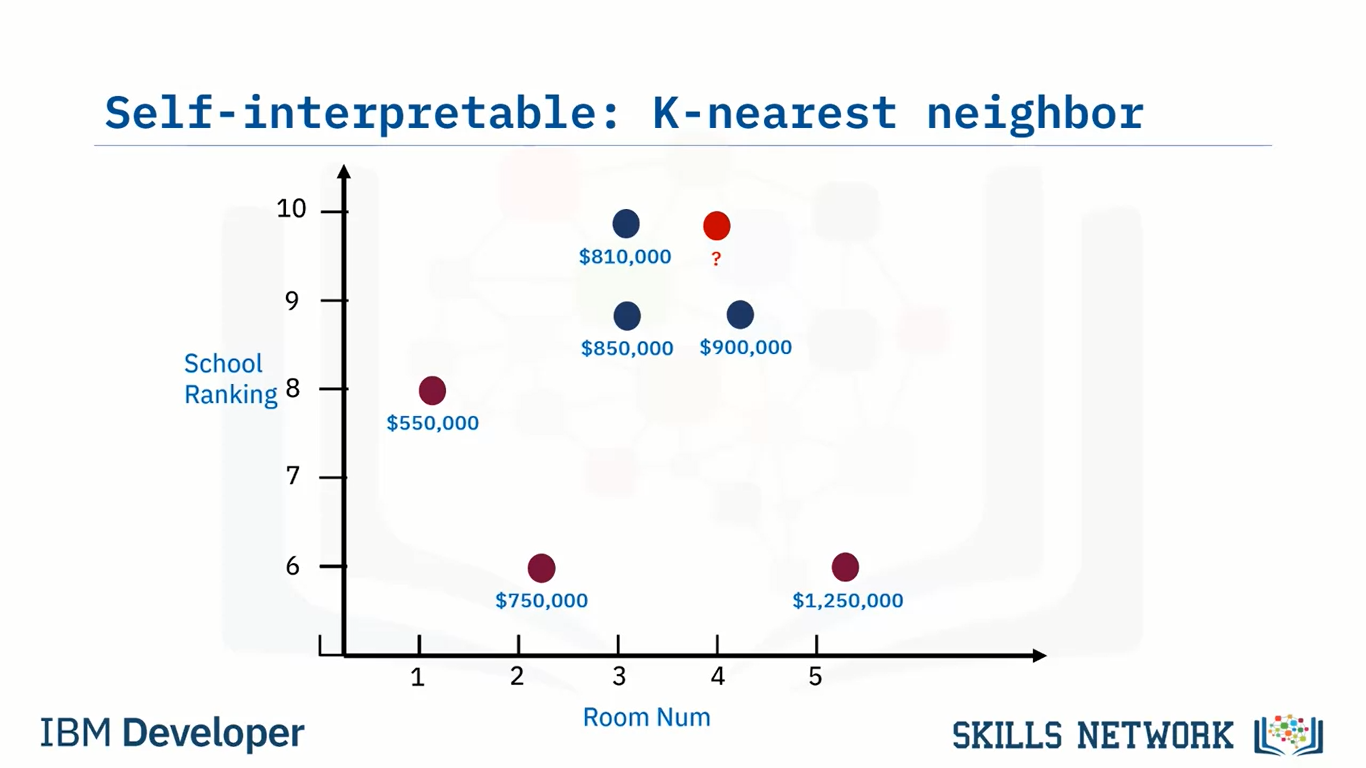 Self-interpretable: K-nearest neighbor
10
$810,000
?
9
$850,000
$900,000
School
Ranking
8
$550,000
7
6
$750,000
$1,250,000
1 2 3 4 5
Room Num
IBM Developer
SKILLS NETWORK